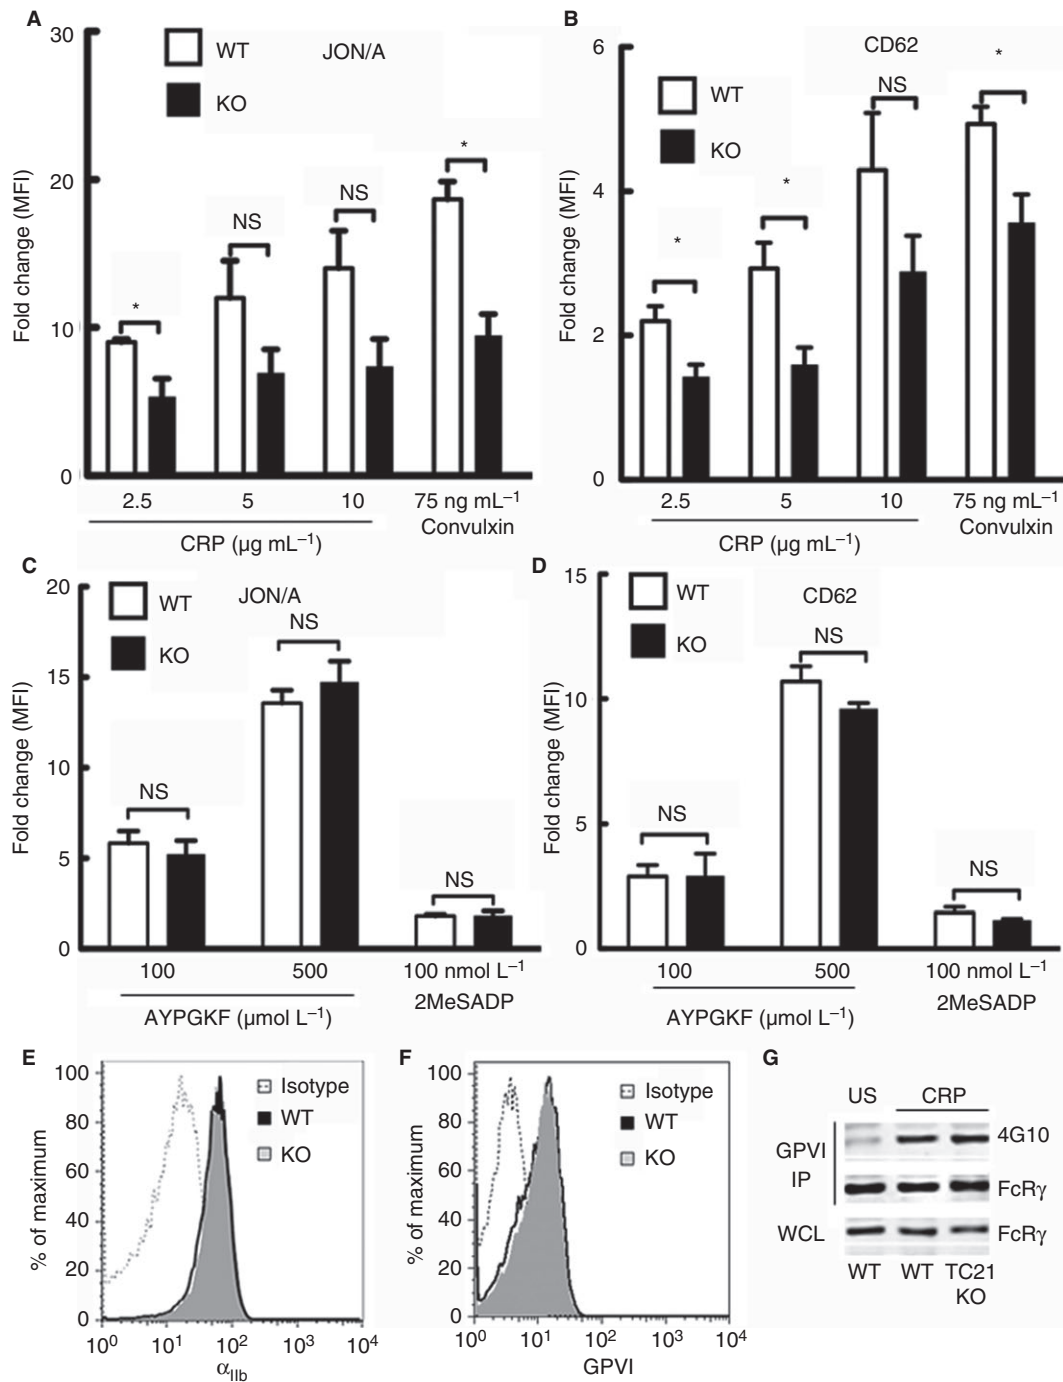 A
30
20
10
0
Fold change (MFI)
WT
KO
JON/A
*
NS
NS
*
2.5
5
10
75 ng mL⁻¹
Convulxin
CRP (µg mL⁻¹)
B
6
4
2
0
Fold change (MFI)
WT
KO
CD62
*
*
NS
*
2.5
5
10
75 ng mL⁻¹
Convulxin
CRP (µg mL⁻¹)
C
20
15
10
5
0
Fold change (MFI)
WT
KO
JON/A
NS
NS
NS
100
500
100 nmol L⁻¹
2MeSADP
AYPGKF (µmol L⁻¹)
D
15
10
5
0
Fold change (MFI)
WT
KO
CD62
NS
NS
NS
100
500
100 nmol L⁻¹
2MeSADP
AYPGKF (µmol L⁻¹)
E
100
80
60
40
20
0
% of maximum
Isotype
WT
KO
10⁰
10¹
10²
10³
10⁴
αIIb
F
100
80
60
40
20
0
% of maximum
Isotype
WT
KO
10⁰
10¹
10²
10³
10⁴
GPVI
G
US
CRP
GPVI
IP
4G10
FcRγ
WCL
FcRγ
WT
WT
TC21
KO